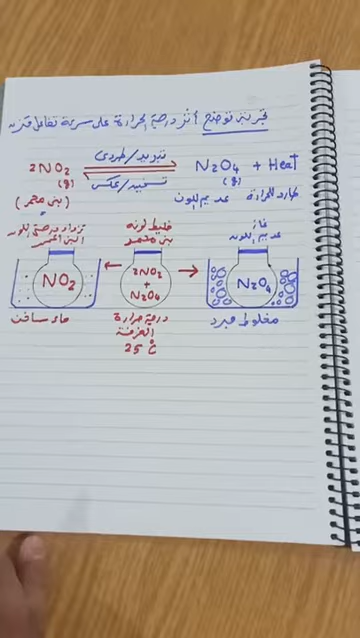 تجربتين توضح أثر درجة الحرارة على سرعة تفاعل متزن
2NO₂ (g) ⇌ N₂O₄ (g) + Heat
تبريد/طردي
تسخين/عكسي
(بني محمر)
عديم اللون
طارد للحرارة
تزداد درجة اللون
البني المحمر
خليط لونه
بني محمر
غاز
عديم اللون
NO₂
2NO₂
+
N₂O₄
N₂O₄
ماء ساخن
درجة حرارة
الغرفة
25 °C
مخلوط مبرد